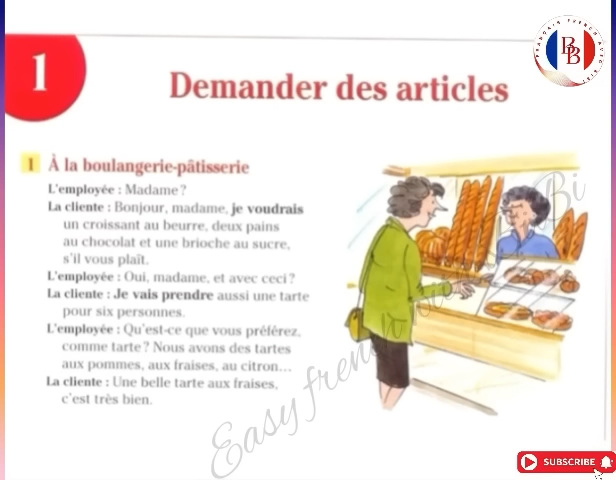 1
FRANÇAIS FRENCH
BB
Demander des articles
1 À la boulangerie-pâtisserie
L'employée : Madame ?
La cliente : Bonjour, madame, je voudrais
un croissant au beurre, deux pains
au chocolat et une brioche au sucre,
s'il vous plaît.
L'employée : Oui, madame, et avec ceci ?
La cliente : Je vais prendre aussi une tarte
pour six personnes.
L'employée : Qu'est-ce que vous préférez,
comme tarte ? Nous avons des tartes
aux pommes, aux fraises, au citron...
La cliente : Une belle tarte aux fraises,
c'est très bien.
Easy french Bi
SUBSCRIBE